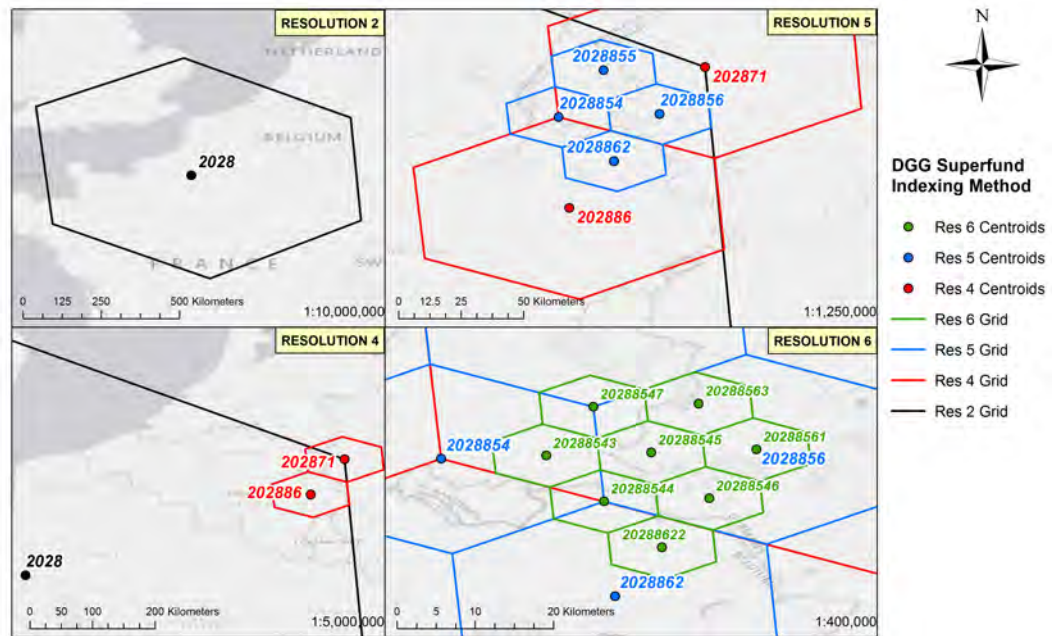 RESOLUTION 2
NETHERLAND
BELGIUM
2028
FRANCE
0 125 250 500 Kilometers
1:10,000,000
RESOLUTION 5
2028855
202871
2028854
2028856
2028862
202886
SW
0 12.5 25 50 Kilometers
1:1,250,000
N
DGG Superfund
Indexing Method
Res 6 Centroids
Res 5 Centroids
Res 4 Centroids
Res 6 Grid
Res 5 Grid
Res 4 Grid
Res 2 Grid
RESOLUTION 4
202871
202886
2028
0 50 100 200 Kilometers
1:5,000,000
RESOLUTION 6
20288547
20288563
2028854
20288543
20288545
20288561
2028856
20288544
20288546
20288622
2028862
0 5 10 20 Kilometers
1:400,000